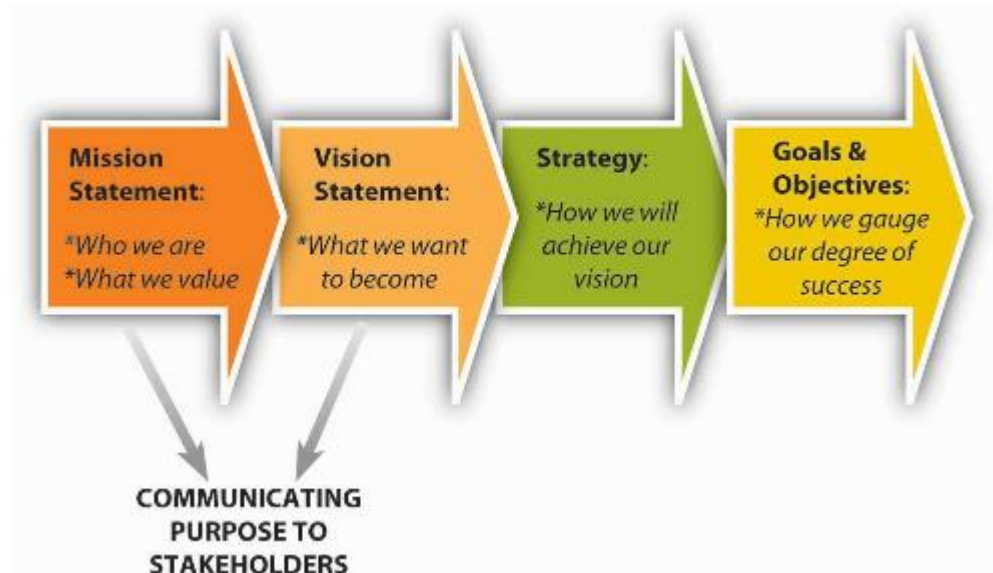 Mission
Statement:
*Who we are
*What we value
Vision
Statement:
*What we want
to become
Strategy:
*How we will
achieve our
vision
Goals &
Objectives:
*How we gauge
our degree of
success
COMMUNICATING
PURPOSE TO
STAKEHOLDERS